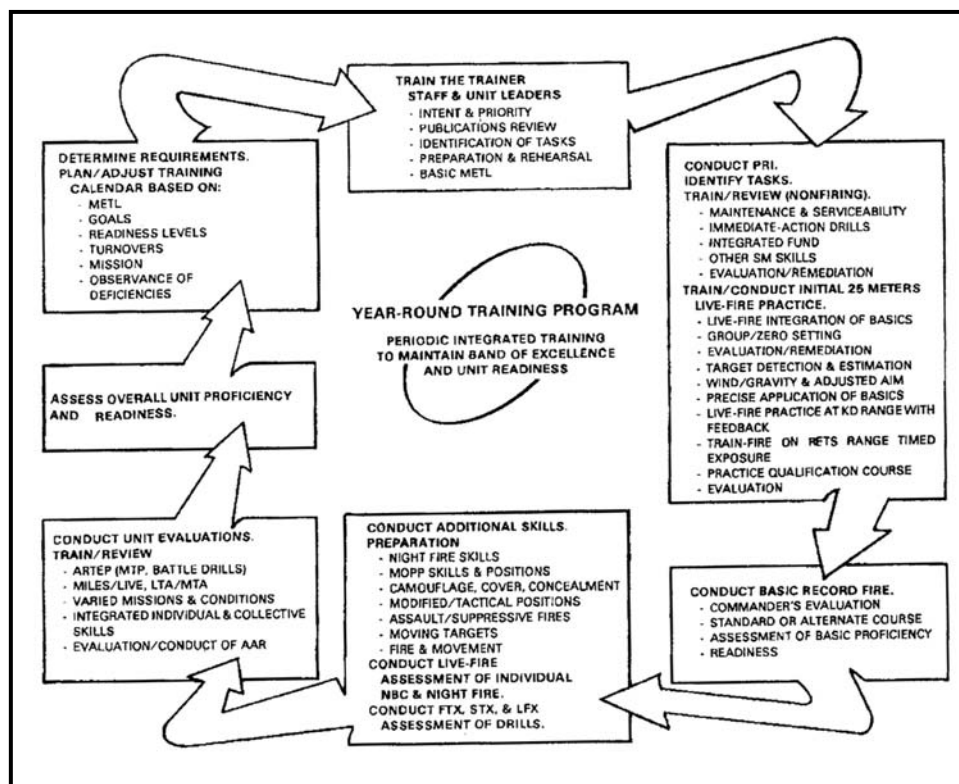 TRAIN THE TRAINER
STAFF & UNIT LEADERS
- INTENT & PRIORITY
- PUBLICATIONS REVIEW
- IDENTIFICATION OF TASKS
- PREPARATION & REHEARSAL
- BASIC METL
CONDUCT PRI.
IDENTIFY TASKS.
TRAIN/REVIEW (NONFIRING).
- MAINTENANCE & SERVICEABILITY
- IMMEDIATE-ACTION DRILLS
- INTEGRATED FUND
- OTHER SM SKILLS
- EVALUATION/REMEDIATION
TRAIN/CONDUCT INITIAL 25 METERS
LIVE-FIRE PRACTICE.
- LIVE-FIRE INTEGRATION OF BASICS
- GROUP/ZERO SETTING
- EVALUATION/REMEDIATION
- TARGET DETECTION & ESTIMATION
- WIND/GRAVITY & ADJUSTED AIM
- PRECISE APPLICATION OF BASICS
- LIVE-FIRE PRACTICE AT KD RANGE WITH
FEEDBACK
- TRAIN-FIRE ON RETS RANGE TIMED
EXPOSURE
- PRACTICE QUALIFICATION COURSE
- EVALUATION
CONDUCT BASIC RECORD FIRE.
- COMMANDER'S EVALUATION
- STANDARD OR ALTERNATE COURSE
- ASSESSMENT OF BASIC PROFICIENCY
- READINESS
CONDUCT ADDITIONAL SKILLS.
PREPARATION
- NIGHT FIRE SKILLS
- MOPP SKILLS & POSITIONS
- CAMOUFLAGE, COVER, CONCEALMENT
- MODIFIED/TACTICAL POSITIONS
- ASSAULT/SUPPRESSIVE FIRES
- MOVING TARGETS
- FIRE & MOVEMENT
CONDUCT LIVE-FIRE
ASSESSMENT OF INDIVIDUAL
NBC & NIGHT FIRE.
CONDUCT FTX, STX, & LFX
ASSESSMENT OF DRILLS.
CONDUCT UNIT EVALUATIONS.
TRAIN/REVIEW
- ARTEP (MTP, BATTLE DRILLS)
- MILES/LIVE, LTA/MTA
- VARIED MISSIONS & CONDITIONS
- INTEGRATED INDIVIDUAL & COLLECTIVE
SKILLS
- EVALUATION/CONDUCT OF AAR
ASSESS OVERALL UNIT PROFICIENCY
AND READINESS.
DETERMINE REQUIREMENTS.
PLAN/ADJUST TRAINING
CALENDAR BASED ON:
- METL
- GOALS
- READINESS LEVELS
- TURNOVERS
- MISSION
- OBSERVANCE OF
DEFICIENCIES
YEAR-ROUND TRAINING PROGRAM
PERIODIC INTEGRATED TRAINING
TO MAINTAIN BAND OF EXCELLENCE
AND UNIT READINESS